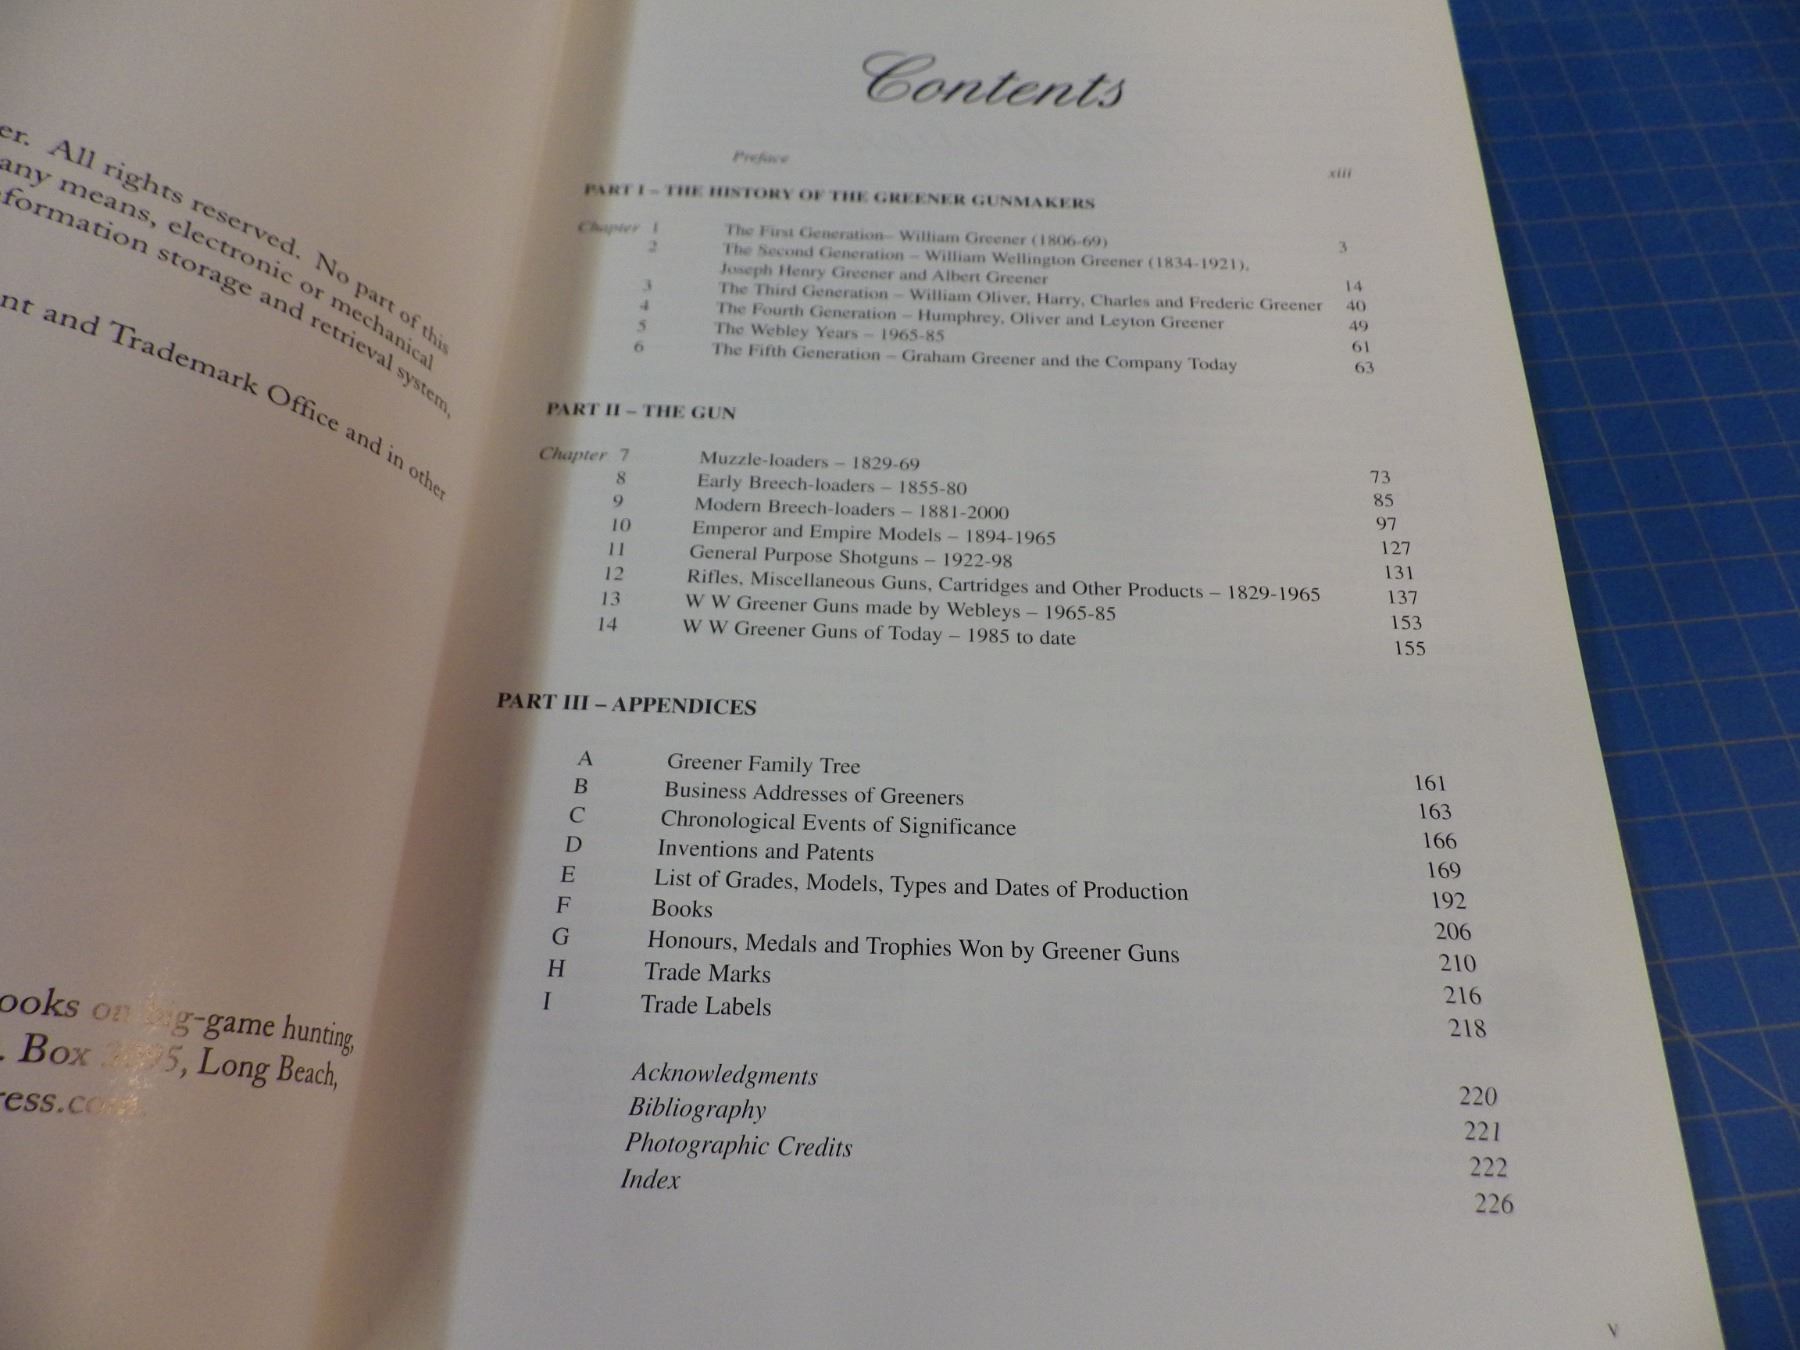 er. All rights reserved. No part of this
any means, electronic or mechanical
formation storage and retrieval system,
nt and Trademark Office and in other
ooks on big-game hunting,
. Box 3095, Long Beach,
ress.com.
Contents
Preface xiii
PART I – THE HISTORY OF THE GREENER GUNMAKERS
Chapter 1 The First Generation– William Greener (1806-69) 3
2 The Second Generation – William Wellington Greener (1834-1921),
Joseph Henry Greener and Albert Greener 14
3 The Third Generation – William Oliver, Harry, Charles and Frederic Greener 40
4 The Fourth Generation – Humphrey, Oliver and Leyton Greener 49
5 The Webley Years – 1965-85 61
6 The Fifth Generation – Graham Greener and the Company Today 63
PART II – THE GUN
Chapter 7 Muzzle-loaders – 1829-69 73
8 Early Breech-loaders – 1855-80 85
9 Modern Breech-loaders – 1881-2000 97
10 Emperor and Empire Models – 1894-1965 127
11 General Purpose Shotguns – 1922-98 131
12 Rifles, Miscellaneous Guns, Cartridges and Other Products – 1829-1965 137
13 W W Greener Guns made by Webleys – 1965-85 153
14 W W Greener Guns of Today – 1985 to date 155
PART III – APPENDICES
A Greener Family Tree 161
B Business Addresses of Greeners 163
C Chronological Events of Significance 166
D Inventions and Patents 169
E List of Grades, Models, Types and Dates of Production 192
F Books 206
G Honours, Medals and Trophies Won by Greener Guns 210
H Trade Marks 216
I Trade Labels 218
Acknowledgments 220
Bibliography 221
Photographic Credits 222
Index 226
v